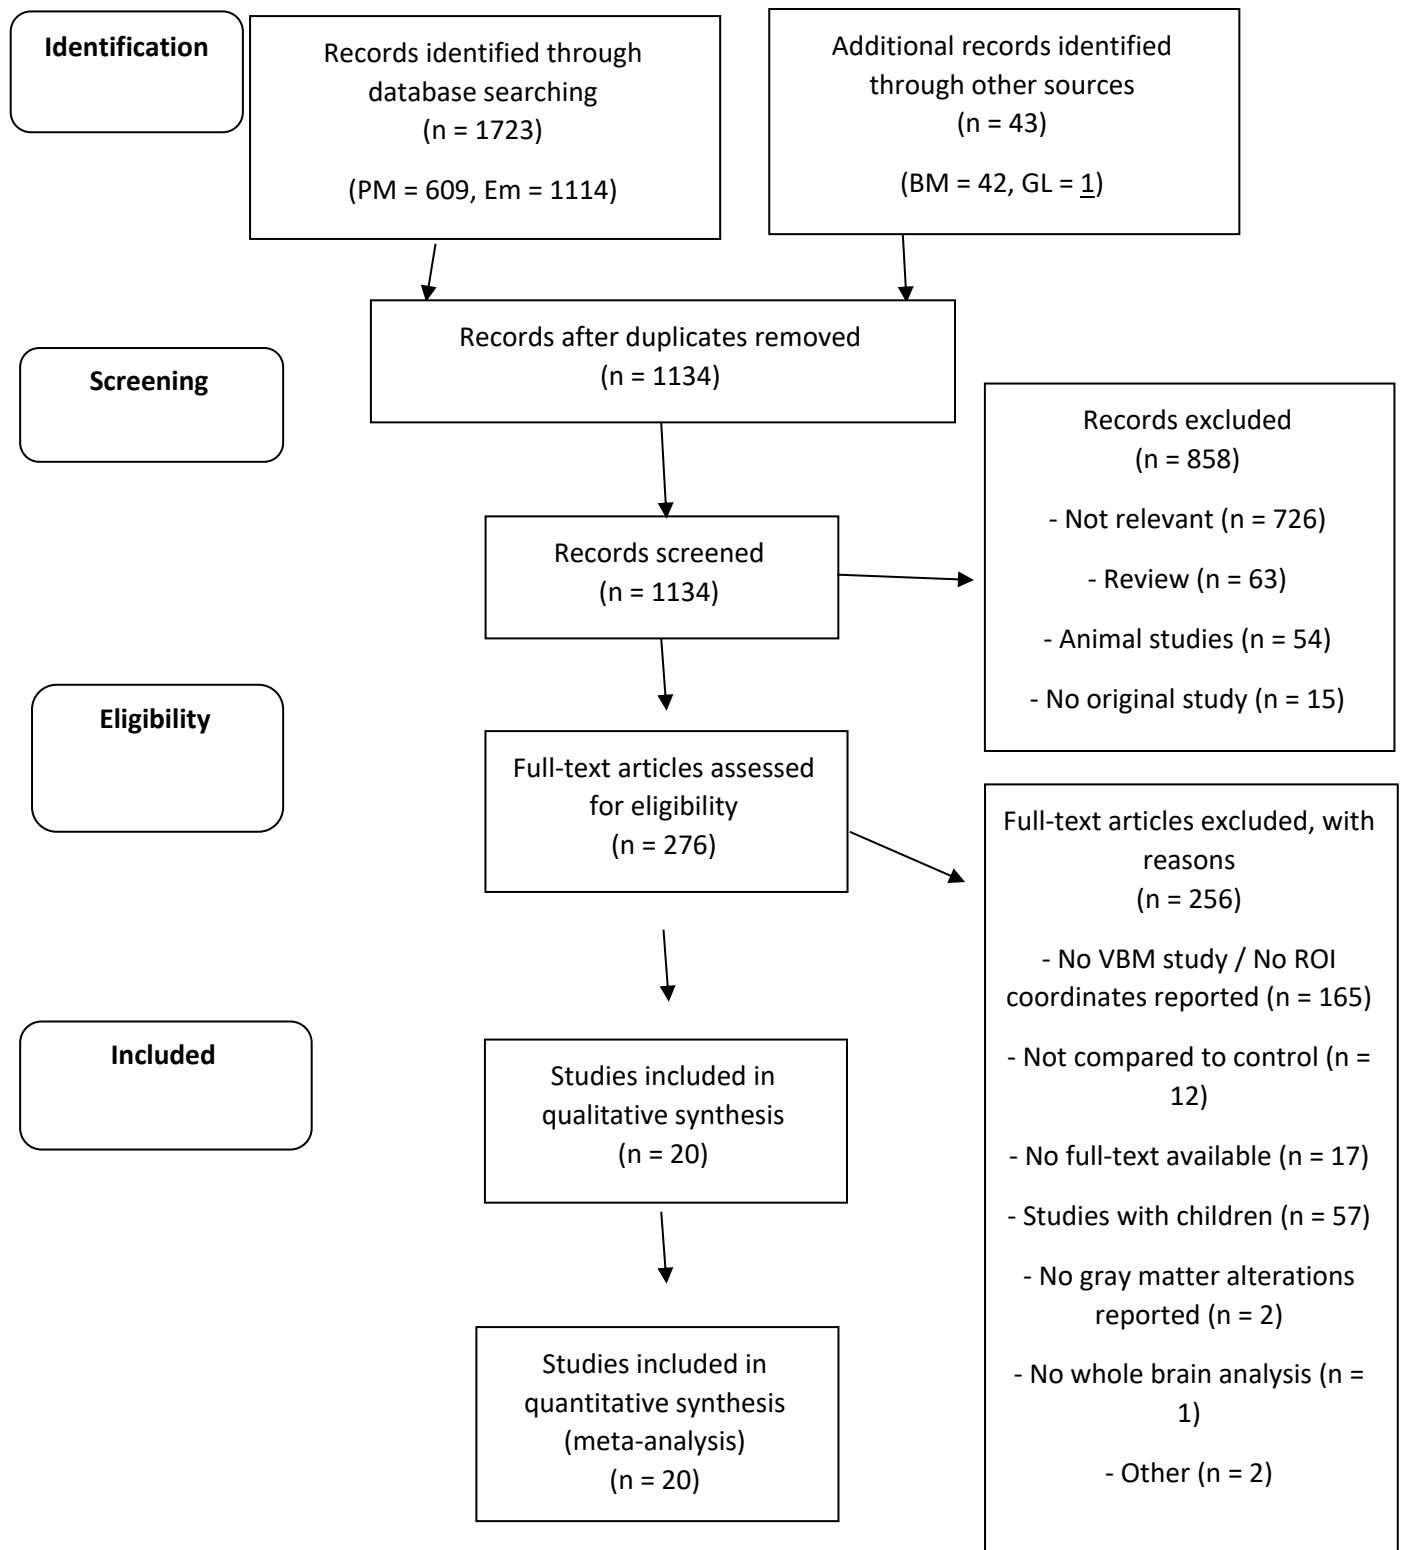 Identification
Records identified through
database searching
(n = 1723)
(PM = 609, Em = 1114)
Additional records identified
through other sources
(n = 43)
(BM = 42, GL = 1)
Records after duplicates removed
(n = 1134)
Screening
Records excluded
(n = 858)
- Not relevant (n = 726)
- Review (n = 63)
- Animal studies (n = 54)
- No original study (n = 15)
Records screened
(n = 1134)
Eligibility
Full-text articles assessed
for eligibility
(n = 276)
Full-text articles excluded, with
reasons
(n = 256)
- No VBM study / No ROI
coordinates reported (n = 165)
- Not compared to control (n =
12)
- No full-text available (n = 17)
- Studies with children (n = 57)
- No gray matter alterations
reported (n = 2)
- No whole brain analysis (n =
1)
- Other (n = 2)
Included
Studies included in
qualitative synthesis
(n = 20)
Studies included in
quantitative synthesis
(meta-analysis)
(n = 20)